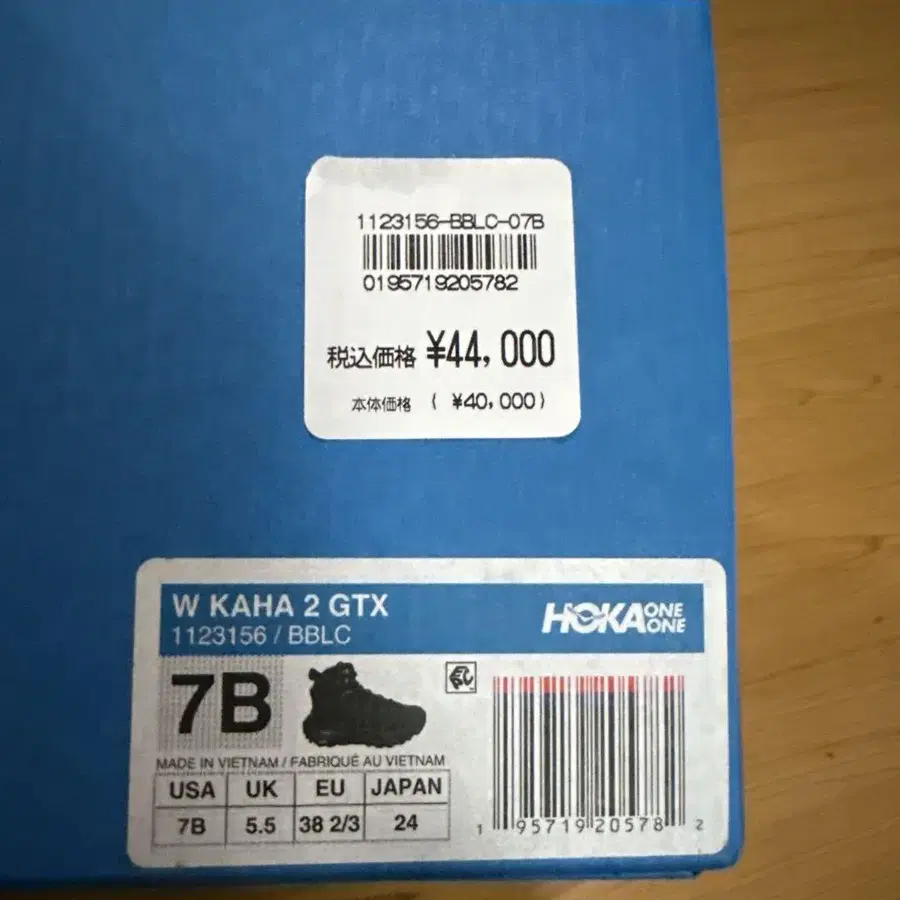 1123156-BBLC-07B
0195719205782
税込価格 ¥44,000
本体価格 ( ¥40,000)
W KAHA 2 GTX
1123156 / BBLC
HOKA ONE ONE
7B
MADE IN VIETNAM / FABRIQUÉ AU VIETNAM
USA UK EU JAPAN
7B 5.5 38 2/3 24
1 95719 20578 2